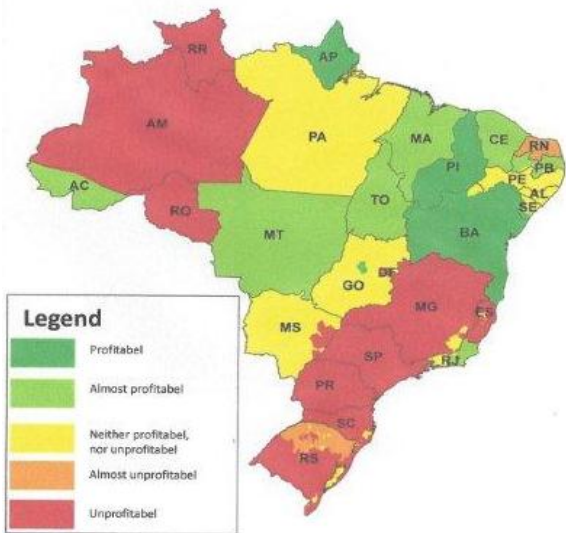 RR
AP
AM
PA
MA
CE
RN
PB
PI
PE
AL
SE
AC
RO
TO
MT
BA
DF
GO
MG
ES
MS
SP
RJ
PR
SC
RS
Legend
Profitabel
Almost profitabel
Neither profitabel,
nor unprofitabel
Almost unprofitabel
Unprofitabel